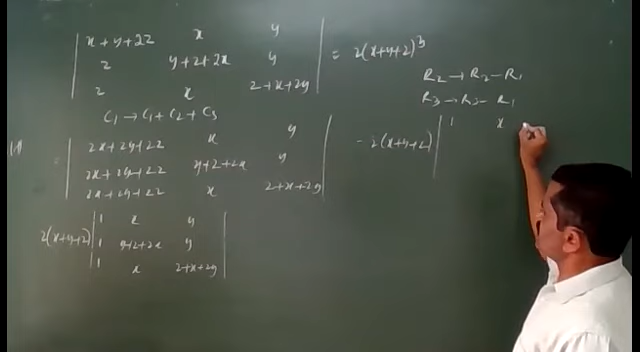 | x+y+2z x y |
| z y+z+2x y | = 2(x+y+z)^3
| z x z+x+2y |
C1 → C1 + C2 + C3
= | 2x+2y+2z x y |
| 2x+2y+2z y+z+2x y |
| 2x+2y+2z x z+x+2y |
2(x+y+z) | 1 x y |
| 1 y+z+2x y |
| 1 x z+x+2y |
R2 → R2 - R1
R3 → R3 - R1
= 2(x+y+z) | 1 x